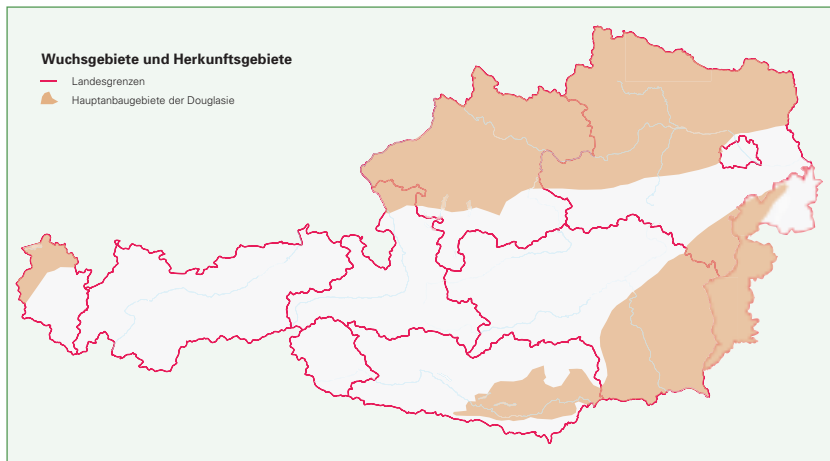 Wuchsgebiete und Herkunftsgebiete
Landesgrenzen
Hauptanbaugebiete der Douglasie